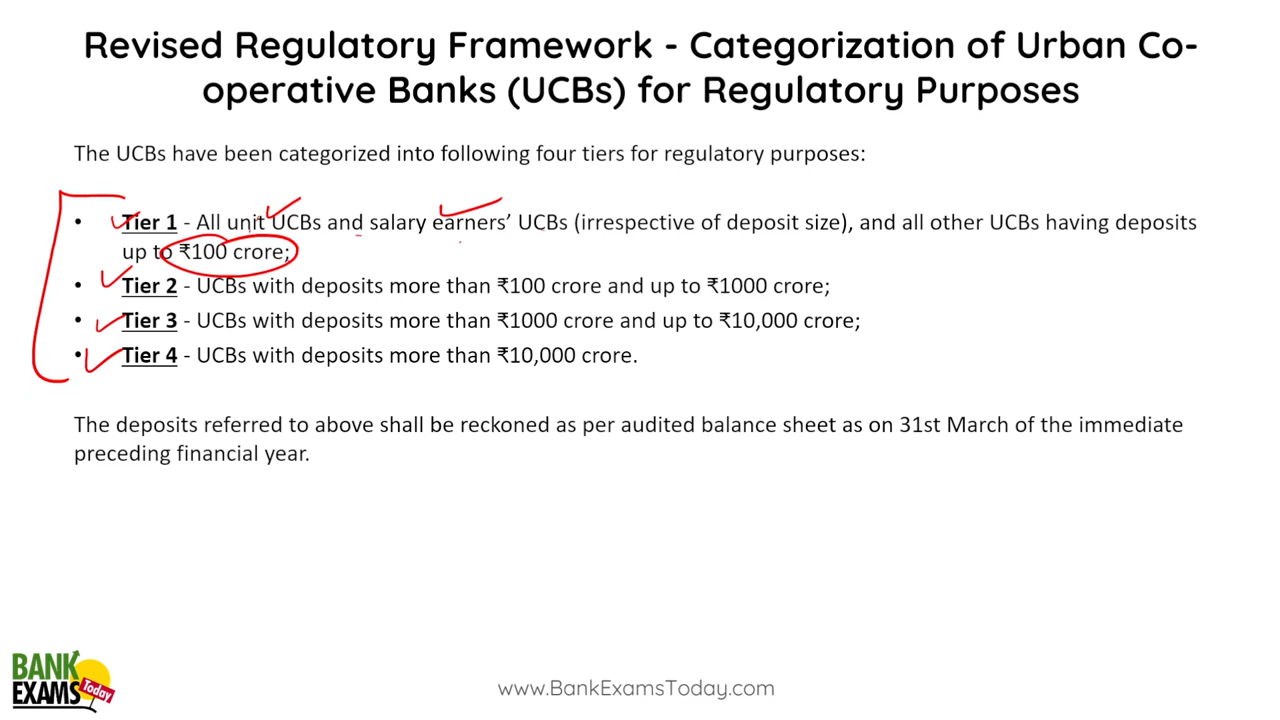 Revised Regulatory Framework - Categorization of Urban Co-
operative Banks (UCBs) for Regulatory Purposes
The UCBs have been categorized into following four tiers for regulatory purposes:
• Tier 1 - All unit UCBs and salary earners’ UCBs (irrespective of deposit size), and all other UCBs having deposits
up to ₹100 crore;
• Tier 2 - UCBs with deposits more than ₹100 crore and up to ₹1000 crore;
• Tier 3 - UCBs with deposits more than ₹1000 crore and up to ₹10,000 crore;
• Tier 4 - UCBs with deposits more than ₹10,000 crore.
The deposits referred to above shall be reckoned as per audited balance sheet as on 31st March of the immediate
preceding financial year.
BANK
EXAMS Today
www.BankExamsToday.com